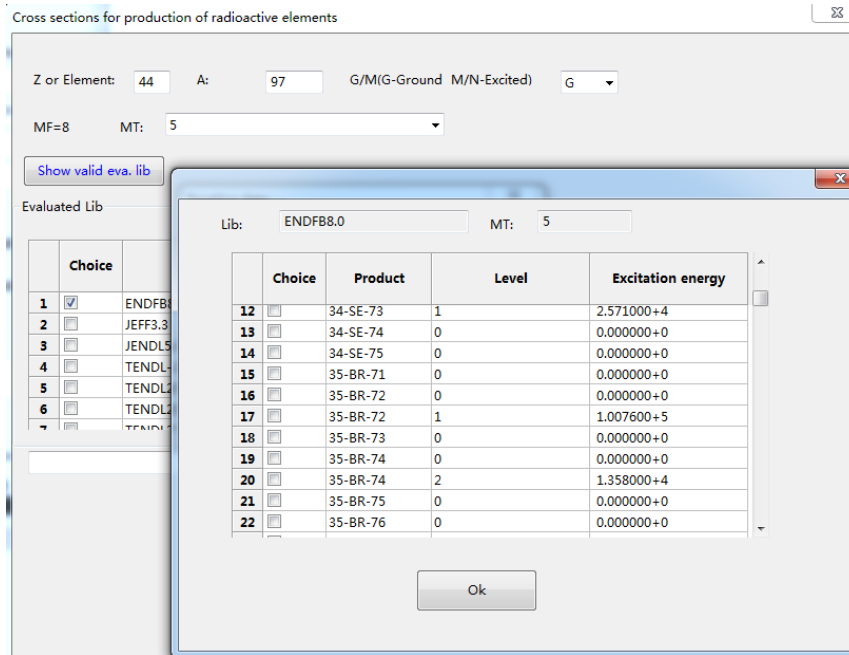 Cross sections for production of radioactive elements
Z or Element: 44 A: 97 G/M(G-Ground M/N-Excited) G
MF=8 MT: 5
Show valid eva. lib
Evaluated Lib
Choice
1 ENDFB8
2 JEFF3.3
3 JENDL5
4 TENDL-
5 TENDL2
6 TENDL2
7 TENDL2
Lib: ENDFB8.0 MT: 5
Choice Product Level Excitation energy
12 34-SE-73 1 2.571000+4
13 34-SE-74 0 0.000000+0
14 34-SE-75 0 0.000000+0
15 35-BR-71 0 0.000000+0
16 35-BR-72 0 0.000000+0
17 35-BR-72 1 1.007600+5
18 35-BR-73 0 0.000000+0
19 35-BR-74 0 0.000000+0
20 35-BR-74 2 1.358000+4
21 35-BR-75 0 0.000000+0
22 35-BR-76 0 0.000000+0
Ok